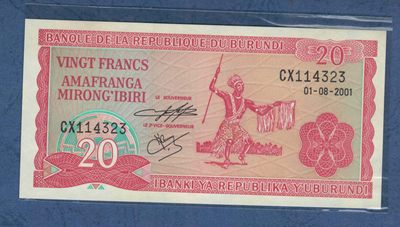 BANQUE DE LA REPUBLIQUE DU BURUNDI
20
VINGT FRANCS
AMAFRANGA
MIRONG'IBIRI
CX114323
01-08-2001
LE GOUVERNEUR
CX114323
LE 2e VICE-GOUVERNEUR
20
IBANKI YA REPUBLIKA Y'UBURUNDI